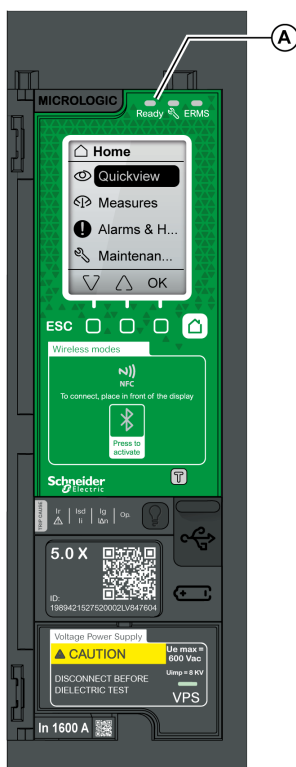 A
MICROLOGIC
Ready ERMS
Home
Quickview
Measures
Alarms & H...
Maintenan...
OK
ESC
Wireless modes
NFC
To connect, place in front of the display
Press to
activate
Schneider
Electric
T
TRIP CAUSE
Ir Isd Ig Op.
Ii IΔn
5.0 X
ID:
1989421527520002LV847604
Voltage Power Supply
CAUTION
Ue max =
600 Vac
DISCONNECT BEFORE
DIELECTRIC TEST
Uimp = 8 KV
VPS
In 1600 A